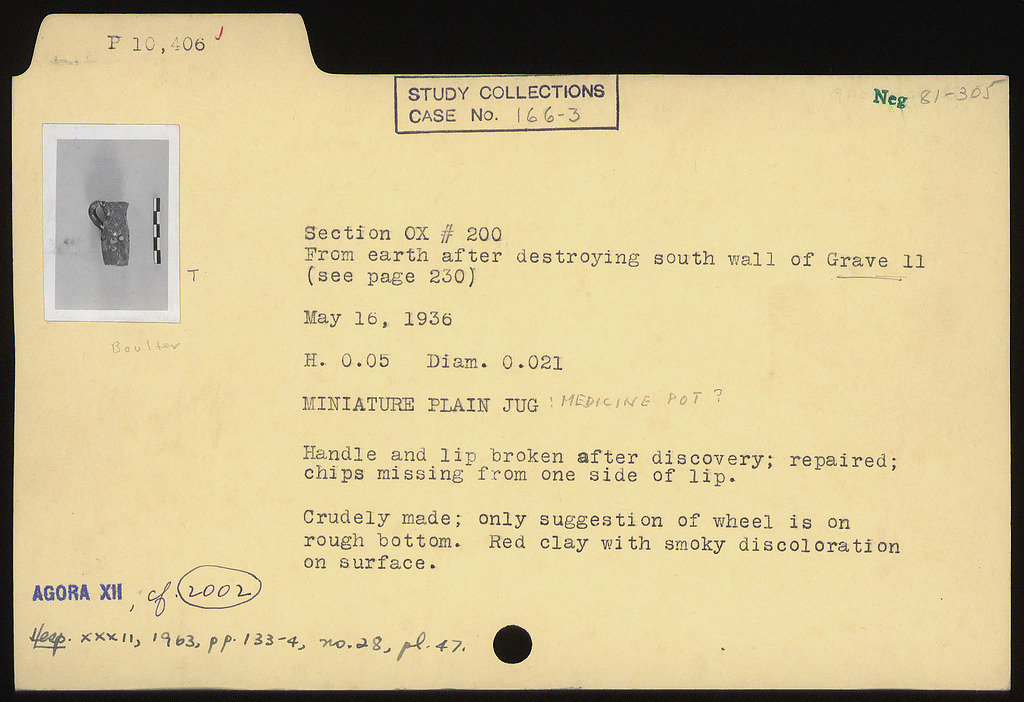 P 10,406
STUDY COLLECTIONS
CASE No. 166-3
Neg 81-305
Section OX # 200
From earth after destroying south wall of Grave 11
(see page 230)
T
May 16, 1936
Boulter
H. 0.05 Diam. 0.021
MINIATURE PLAIN JUG : MEDICINE POT ?
Handle and lip broken after discovery; repaired;
chips missing from one side of lip.
Crudely made; only suggestion of wheel is on
rough bottom. Red clay with smoky discoloration
on surface.
AGORA XII, cf. 2002
Hesp. XXXII, 1963, pp. 133-4, no. 28, pl. 47.